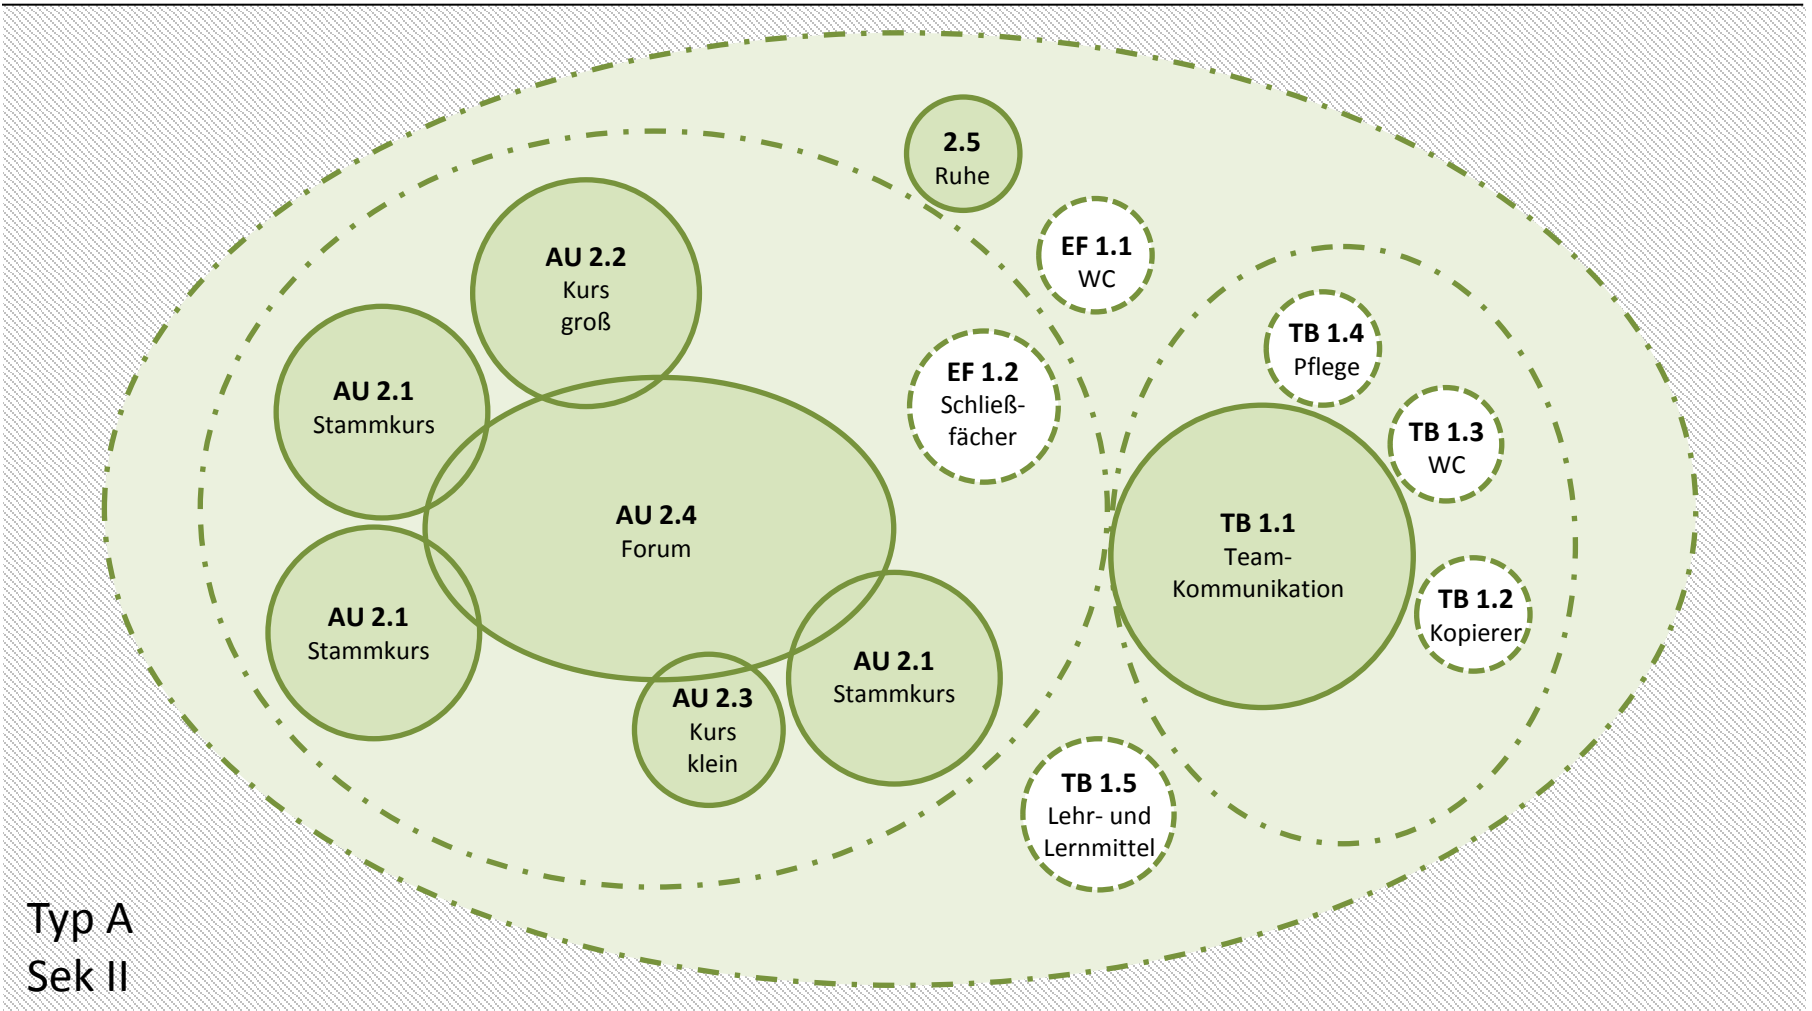 2.5
Ruhe
EF 1.1
WC
AU 2.2
Kurs
groß
TB 1.4
Pflege
EF 1.2
Schließ-
fächer
AU 2.1
Stammkurs
TB 1.3
WC
AU 2.4
Forum
TB 1.1
Team-
Kommunikation
TB 1.2
Kopierer
AU 2.1
Stammkurs
AU 2.1
Stammkurs
AU 2.3
Kurs
klein
TB 1.5
Lehr- und
Lernmittel
Typ A
Sek II